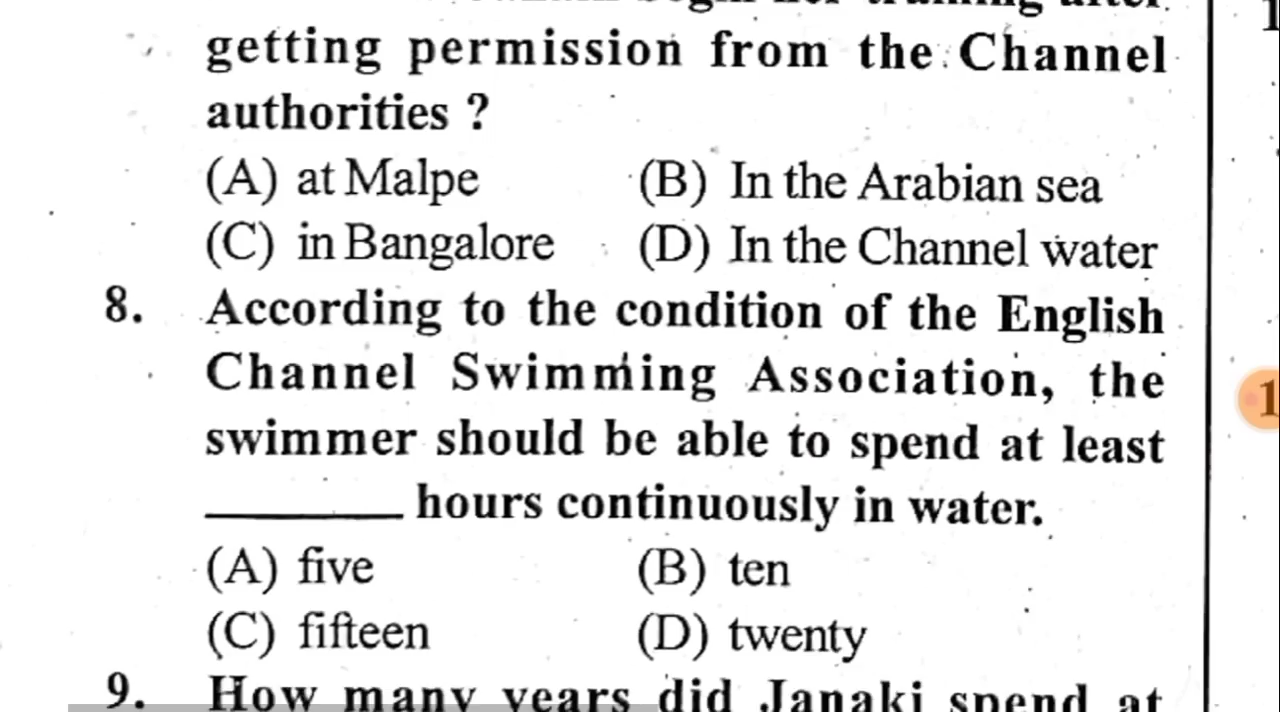 getting permission from the Channel
authorities ?
(A) at Malpe (B) In the Arabian sea
(C) in Bangalore (D) In the Channel water
8. According to the condition of the English
Channel Swimming Association, the
swimmer should be able to spend at least
________ hours continuously in water.
(A) five (B) ten
(C) fifteen (D) twenty
9. How many years did Janaki spend at